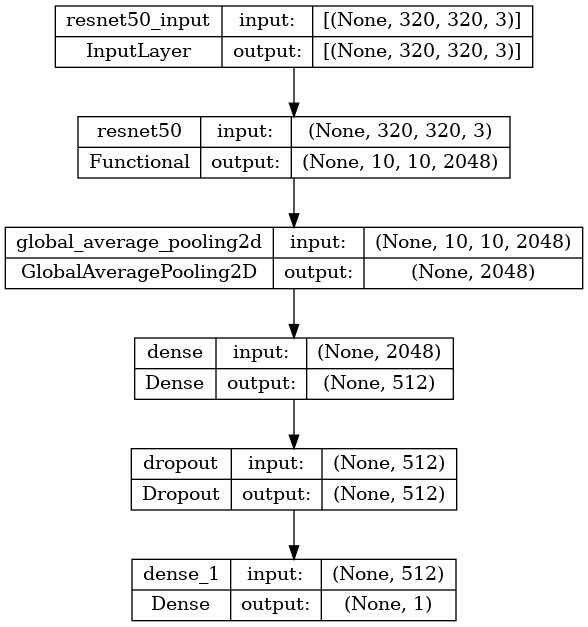 resnet50_input input: [(None, 320, 320, 3)]
InputLayer output: [(None, 320, 320, 3)]
resnet50 input: (None, 320, 320, 3)
Functional output: (None, 10, 10, 2048)
global_average_pooling2d input: (None, 10, 10, 2048)
GlobalAveragePooling2D output: (None, 2048)
dense input: (None, 2048)
Dense output: (None, 512)
dropout input: (None, 512)
Dropout output: (None, 512)
dense_1 input: (None, 512)
Dense output: (None, 1)